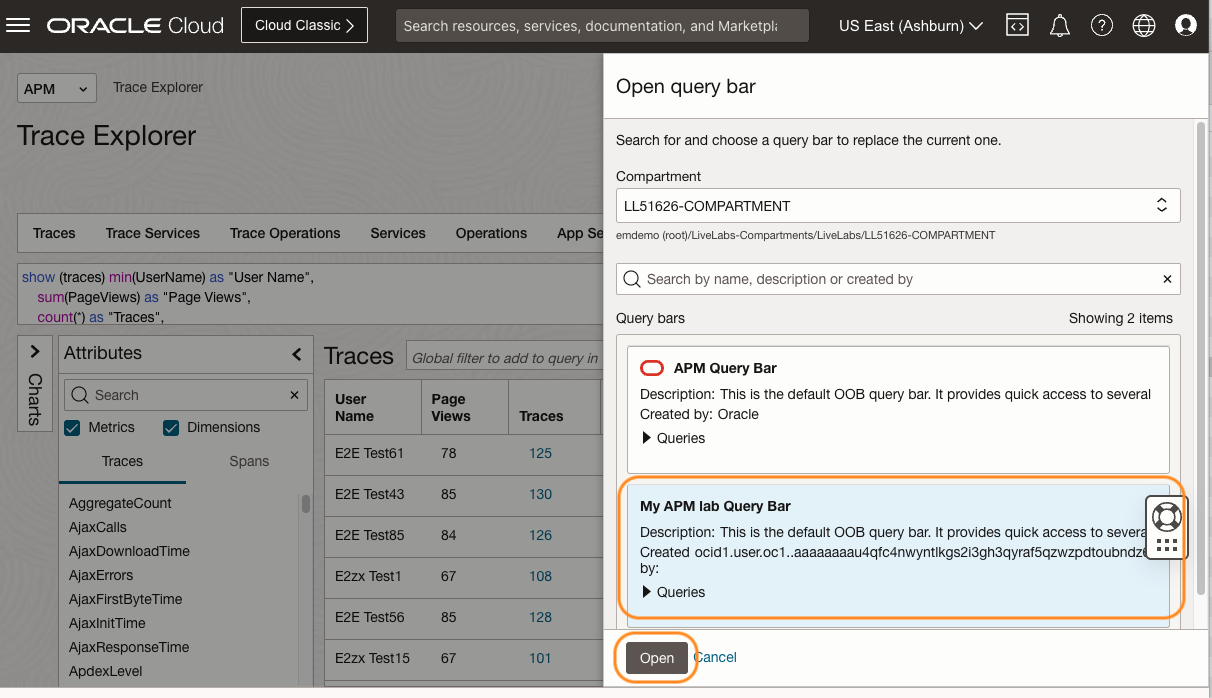 ORACLE Cloud
Cloud Classic
Search resources, services, documentation, and Marketpl
US East (Ashburn)
APM
Trace Explorer
Trace Explorer
Traces
Trace Services
Trace Operations
Services
Operations
App Se
show (traces) min(UserName) as "User Name",
sum(PageViews) as "Page Views",
count(*) as "Traces",
Charts
Attributes
Search
Metrics
Dimensions
Traces
Spans
AggregateCount
AjaxCalls
AjaxDownloadTime
AjaxErrors
AjaxFirstByteTime
AjaxInitTime
AjaxResponseTime
ApdexLevel
Traces
Global filter to add to query in
User Name
Page Views
Traces
E2E Test61 78 125
E2E Test43 85 130
E2E Test85 84 126
E2zx Test1 67 108
E2E Test56 85 128
E2zx Test15 67 101
Open query bar
Search for and choose a query bar to replace the current one.
Compartment
LL51626-COMPARTMENT
emdemo (root)/LiveLabs-Compartments/LiveLabs/LL51626-COMPARTMENT
Search by name, description or created by
Query bars
Showing 2 items
APM Query Bar
Description: This is the default OOB query bar. It provides quick access to several
Created by: Oracle
Queries
My APM lab Query Bar
Description: This is the default OOB query bar. It provides quick access to severa
Created ocid1.user.oc1..aaaaaaaau4qfc4nwyntlkgs2i3gh3qyraf5qzwzpdtoubndz
by:
Queries
Open
Cancel